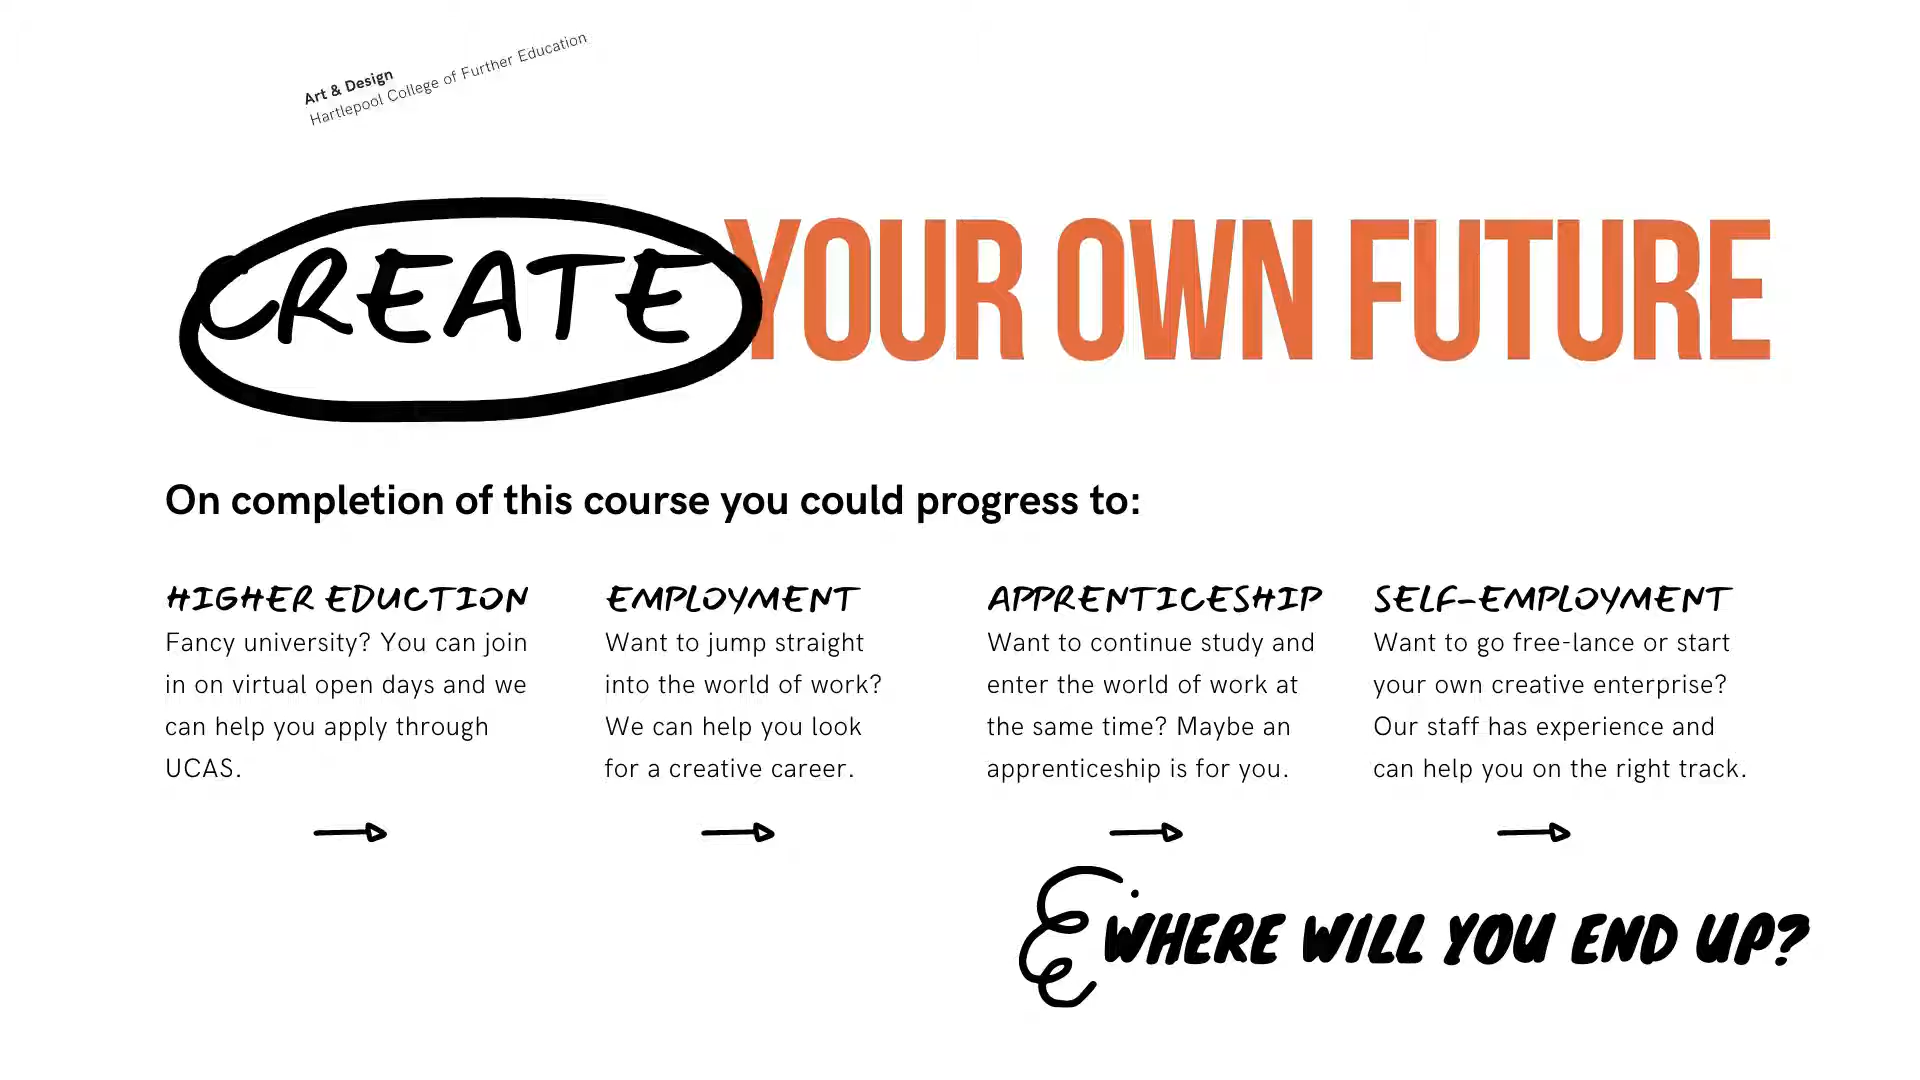 Art & Design
Hartlepool College of Further Education
CREATE YOUR OWN FUTURE
On completion of this course you could progress to:
HIGHER EDUCTION
Fancy university? You can join
in on virtual open days and we
can help you apply through
UCAS.
EMPLOYMENT
Want to jump straight
into the world of work?
We can help you look
for a creative career.
APPRENTICESHIP
Want to continue study and
enter the world of work at
the same time? Maybe an
apprenticeship is for you.
SELF-EMPLOYMENT
Want to go free-lance or start
your own creative enterprise?
Our staff has experience and
can help you on the right track.
WHERE WILL YOU END UP?